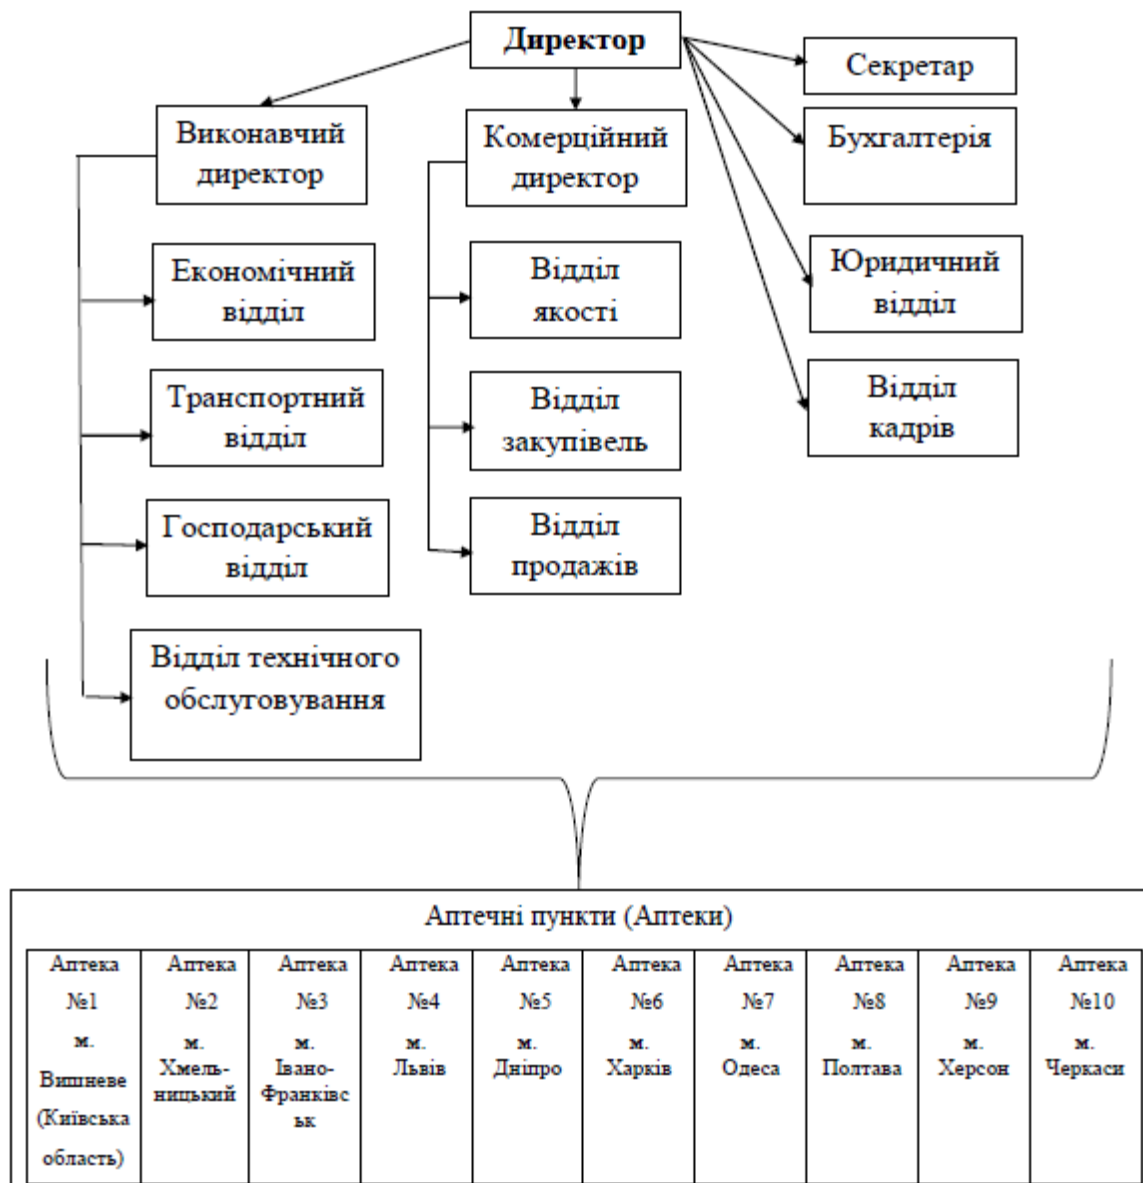 Директор
Секретар
Виконавчий
директор
Комерційний
директор
Бухгалтерія
Економічний
відділ
Відділ
якості
Юридичний
відділ
Транспортний
відділ
Відділ
закупівель
Відділ
кадрів
Господарський
відділ
Відділ
продажів
Відділ технічного
обслуговування
Аптечні пункти (Аптеки)
Аптека
№1
м.
Вишневе
(Київська
область)
Аптека
№2
м.
Хмель-
ницький
Аптека
№3
м.
Івано-
Франківс
ьк
Аптека
№4
м.
Львів
Аптека
№5
м.
Дніпро
Аптека
№6
м.
Харків
Аптека
№7
м.
Одеса
Аптека
№8
м.
Полтава
Аптека
№9
м.
Херсон
Аптека
№10
м.
Черкаси